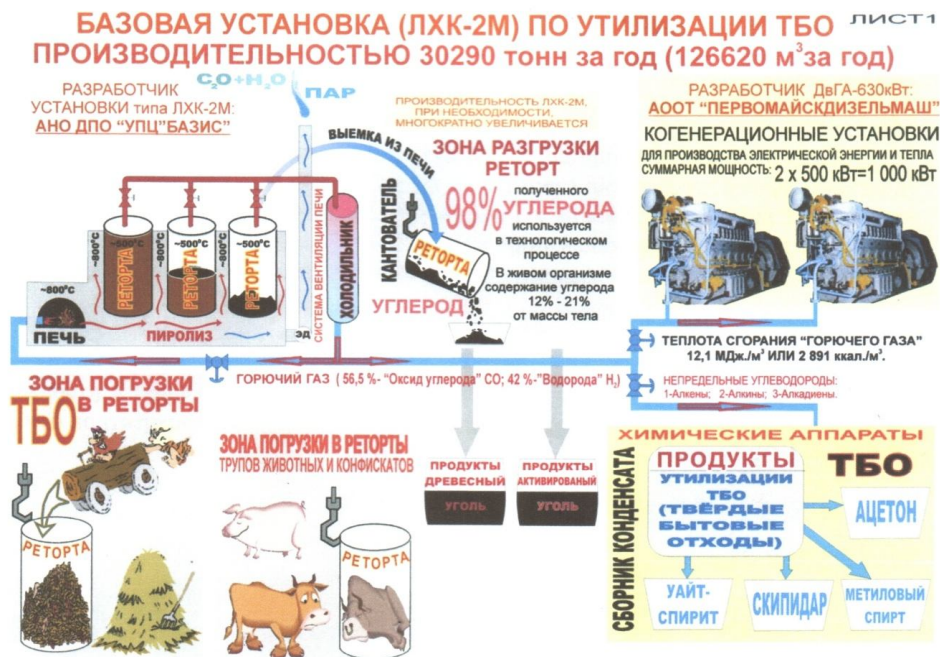 ЛИСТ1
БАЗОВАЯ УСТАНОВКА (ЛХК-2М) ПО УТИЛИЗАЦИИ ТБО
ПРОИЗВОДИТЕЛЬНОСТЬЮ 30290 тонн за год (126620 м³за год)
РАЗРАБОТЧИК
УСТАНОВКИ типа ЛХК-2М:
АНО ДПО "УПЦ"БАЗИС"
C₂O+H₂O
ПАР
ПРОИЗВОДИТЕЛЬНОСТЬ ЛХК-2М,
ПРИ НЕОБХОДИМОСТИ,
МНОГОКРАТНО УВЕЛИЧИВАЕТСЯ
РАЗРАБОТЧИК ДвГА-630кВт:
АООТ "ПЕРВОМАЙСКДИЗЕЛЬМАШ"
КОГЕНЕРАЦИОННЫЕ УСТАНОВКИ
ДЛЯ ПРОИЗВОДСТВА ЭЛЕКТРИЧЕСКОЙ ЭНЕРГИИ И ТЕПЛА
СУММАРНАЯ МОЩНОСТЬ: 2 x 500 кВт=1 000 кВт
ВЫЕМКА ИЗ ПЕЧИ
ЗОНА РАЗГРУЗКИ
РЕТОРТ
98% полученного
УГЛЕРОДА
используется
в технологическом
процессе
В живом организме
содержание углерода
12% - 21%
от массы тела
КАНТОВАТЕЛЬ
РЕТОРТА
УГЛЕРОД
СИСТЕМА ВЕНТИЛЯЦИИ ПЕЧИ
ХОЛОДИЛЬНИК
~800°C
~500°C
РЕТОРТА
~800°C
~500°C
РЕТОРТА
~800°C
~500°C
РЕТОРТА
~800°C
ПЕЧЬ
ПИРОЛИЗ
ЭД
ТЕПЛОТА СГОРАНИЯ "ГОРЮЧЕГО ГАЗА"
12,1 МДж./м³ ИЛИ 2 891 ккал./м³.
ГОРЮЧИЙ ГАЗ ( 56,5 %- "Оксид углерода" CO; 42 %-"Водорода" H₂)
НЕПРЕДЕЛЬНЫЕ УГЛЕВОДОРОДЫ:
1-Алкены; 2-Алкины; 3-Алкадиены.
ЗОНА ПОГРУЗКИ
ТБО В РЕТОРТЫ
РЕТОРТА
ЗОНА ПОГРУЗКИ В РЕТОРТЫ
ТРУПОВ ЖИВОТНЫХ И КОНФИСКАТОВ
РЕТОРТА
ПРОДУКТЫ
ДРЕВЕСНЫЙ
УГОЛЬ
ПРОДУКТЫ
АКТИВИРОВАНЫЙ
УГОЛЬ
ХИМИЧЕСКИЕ АППАРАТЫ
СБОРНИК КОНДЕНСАТА
ПРОДУКТЫ
УТИЛИЗАЦИИ
ТБО
(ТВЁРДЫЕ
БЫТОВЫЕ
ОТХОДЫ)
ТБО
АЦЕТОН
УАЙТ-
СПИРИТ
СКИПИДАР
МЕТИЛОВЫЙ
СПИРТ